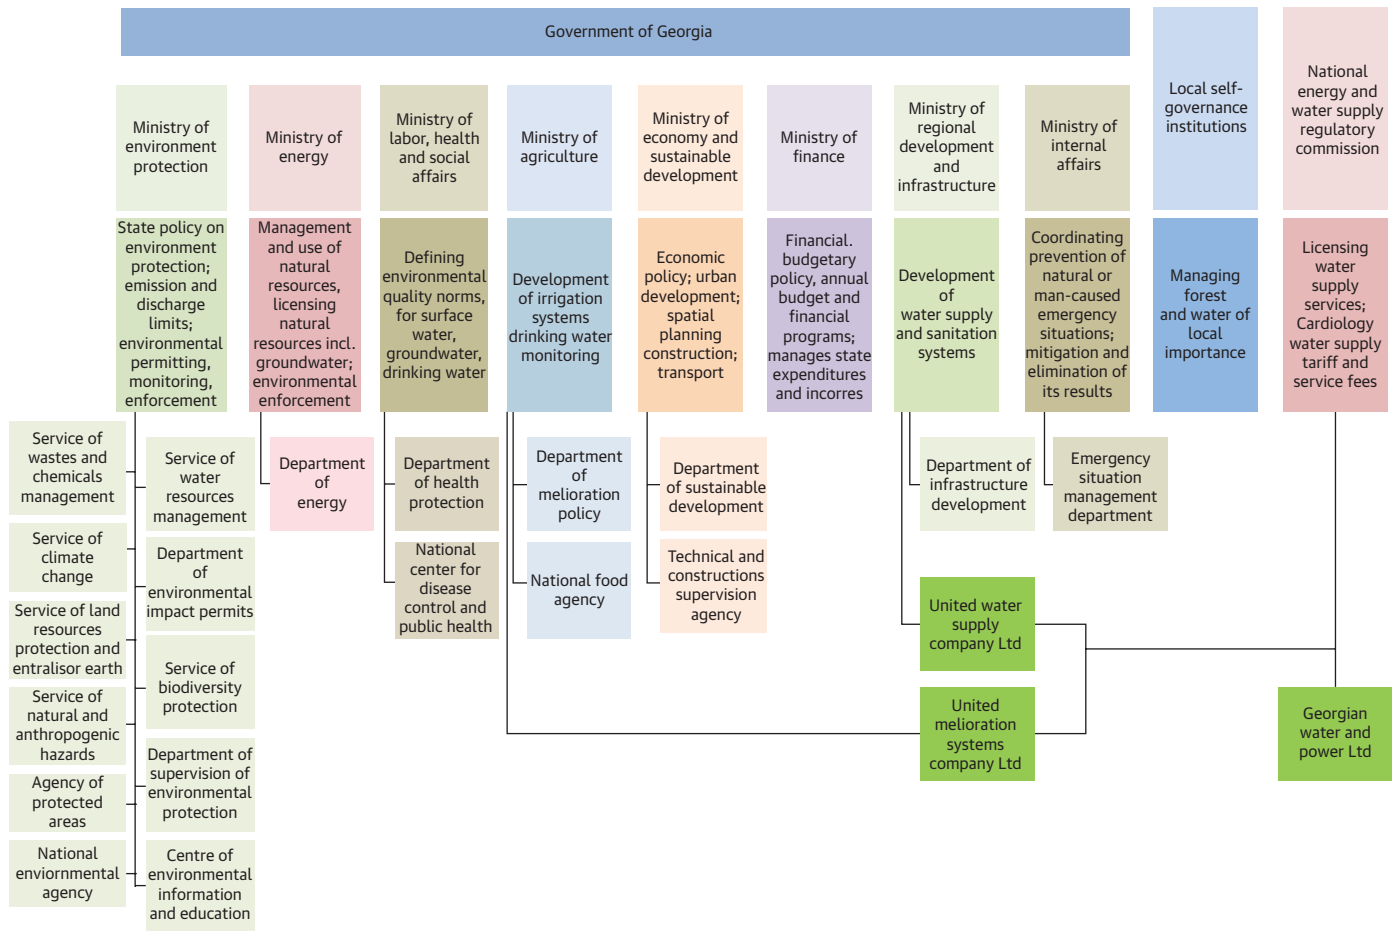 Government of Georgia
Local self-
governance
institutions
National
energy and
water supply
regulatory
commission
Ministry of
environment
protection
Ministry of
energy
Ministry of
labor, health
and social
affairs
Ministry of
agriculture
Ministry of
economy and
sustainable
development
Ministry of
finance
Ministry of
regional
development
and
infrastructure
Ministry of
internal
affairs
State policy on
environment
protection;
emission and
discharge
limits;
environmental
permitting,
monitoring,
enforcement
Management
and use of
natural
resources,
licensing
natural
resources incl.
groundwater;
environmental
enforcement
Defining
environmental
quality norms,
for surface
water,
groundwater,
drinking water
Development
of irrigation
systems
drinking water
monitoring
Economic
policy; urban
development;
spatial
planning
construction;
transport
Financial.
budgetary
policy, annual
budget and
financial
programs;
manages state
expenditures
and incorres
Development
of
water supply
and sanitation
systems
Coordinating
prevention of
natural or
man-caused
emergency
situations;
mitigation and
elimination of
its results
Managing
forest
and water of
local
importance
Licensing
water
supply
services;
Cardiology
water supply
tariff and
service fees
Service of
wastes and
chemicals
management
Service of
climate
change
Service of land
resources
protection and
entralisor earth
Service of
natural and
anthropogenic
hazards
Agency of
protected
areas
National
enviornmental
agency
Service of
water
resources
management
Department
of
environmental
impact permits
Service of
biodiversity
protection
Department of
supervision of
environmental
protection
Centre of
environmental
information
and education
Department
of
energy
Department
of health
protection
National
center for
disease
control and
public health
Department
of
melioration
policy
National food
agency
Department
of sustainable
development
Technical and
constructions
supervision
agency
Department of
infrastructure
development
United water
supply
company Ltd
United
melioration
systems
company Ltd
Emergency
situation
management
department
Georgian
water and
power Ltd